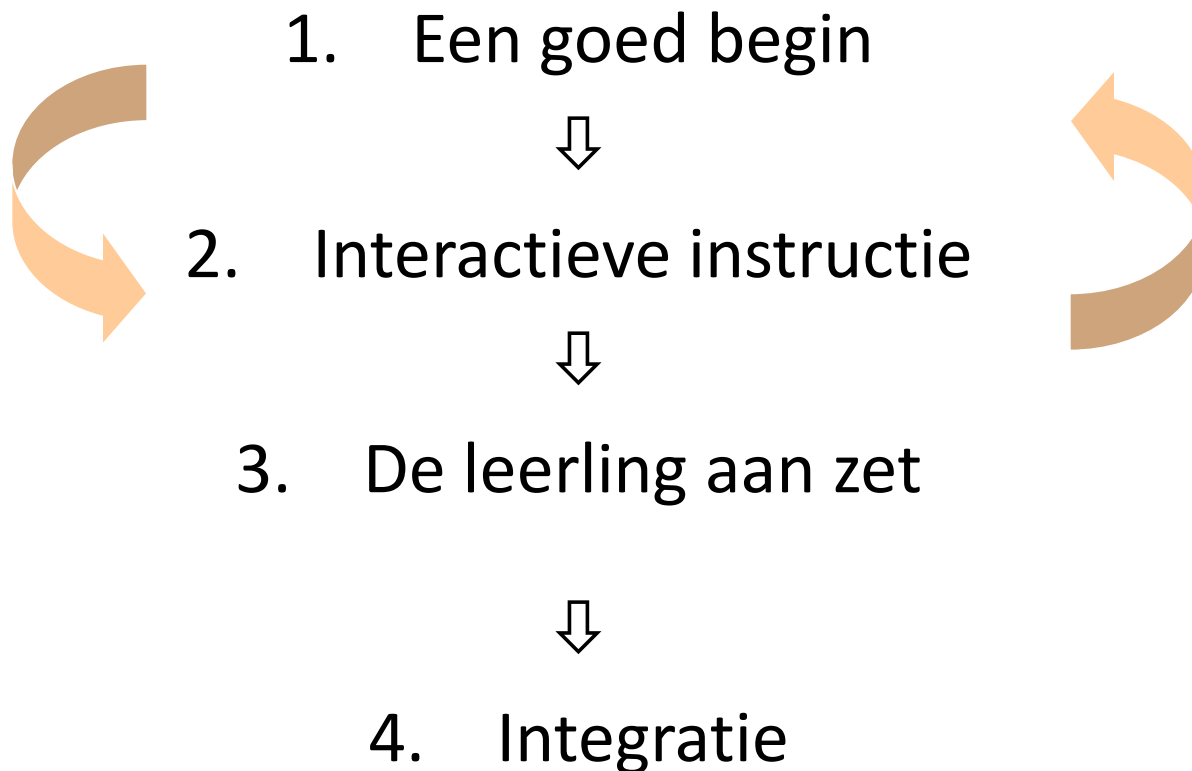 1. Een goed begin
2. Interactieve instructie
3. De leerling aan zet
4. Integratie